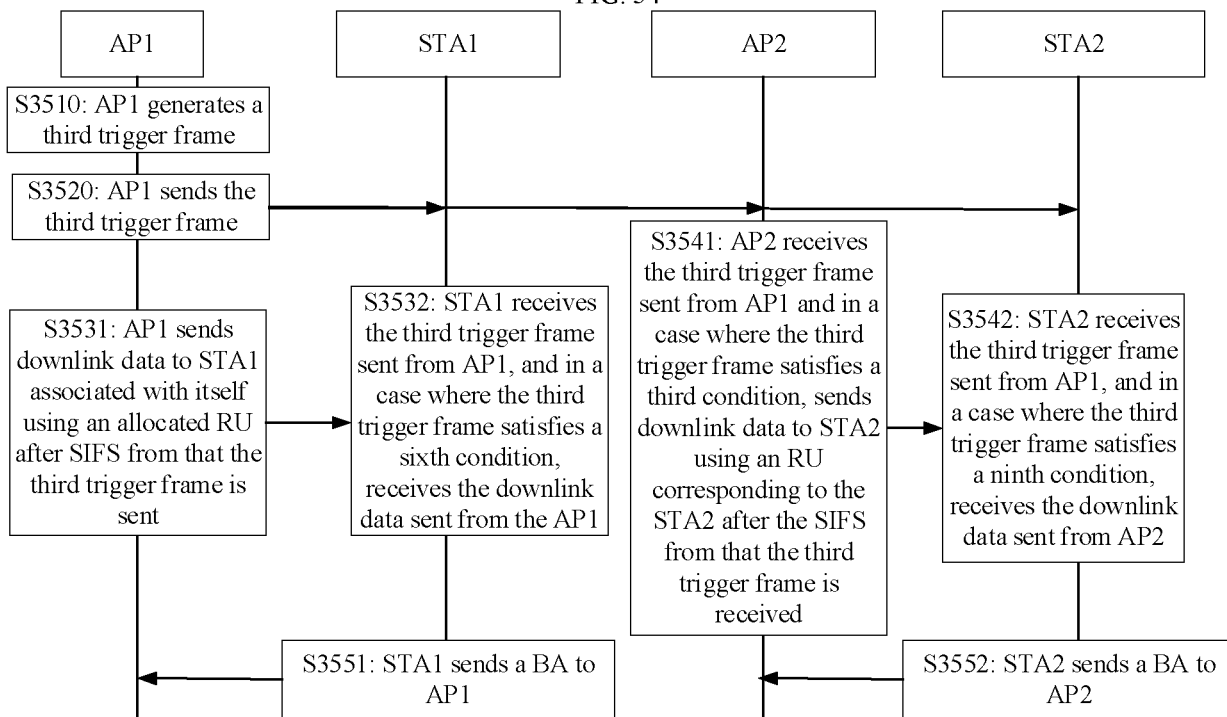 FIG. 34
AP1
STA1
AP2
STA2
S3510: AP1 generates a
third trigger frame
S3520: AP1 sends the
third trigger frame
S3531: AP1 sends
downlink data to STA1
associated with itself
using an allocated RU
after SIFS from that the
third trigger frame is
sent
S3532: STA1 receives
the third trigger frame
sent from AP1, and in a
case where the third
trigger frame satisfies a
sixth condition,
receives the downlink
data sent from the AP1
S3541: AP2 receives
the third trigger frame
sent from AP1 and in a
case where the third
trigger frame satisfies a
third condition, sends
downlink data to STA2
using an RU
corresponding to the
STA2 after the SIFS
from that the third
trigger frame is
received
S3542: STA2 receives
the third trigger frame
sent from AP1, and in
a case where the third
trigger frame satisfies
a ninth condition,
receives the downlink
data sent from AP2
S3551: STA1 sends a BA to
AP1
S3552: STA2 sends a BA to
AP2